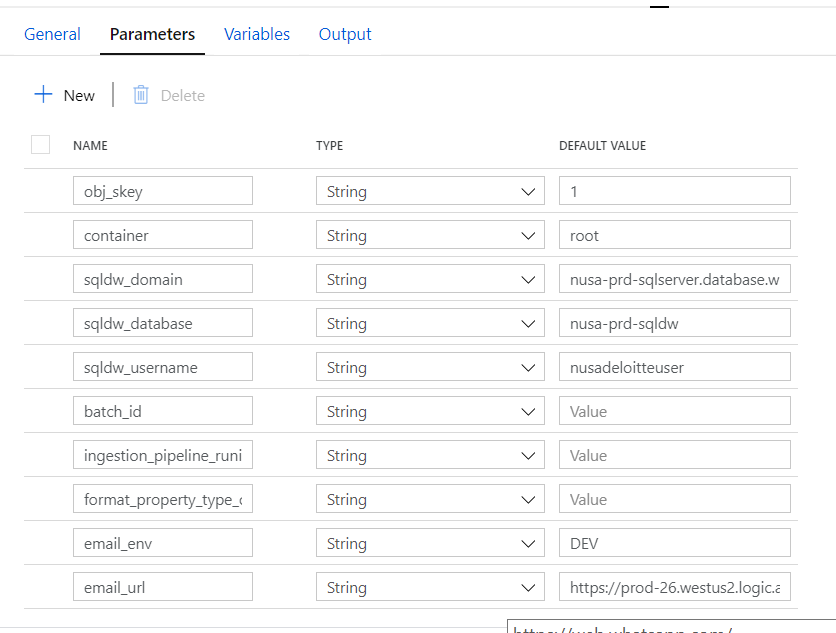 General Parameters Variables Output
New Delete
NAME TYPE DEFAULT VALUE
obj_skey String 1
container String root
sqldw_domain String nusa-prd-sqlserver.database.w
sqldw_database String nusa-prd-sqldw
sqldw_username String nusadeloitteuser
batch_id String Value
ingestion_pipeline_runi String Value
format_property_type_c String Value
email_env String DEV
email_url String https://prod-26.westus2.logic.a
https://web.whatsapp.com/